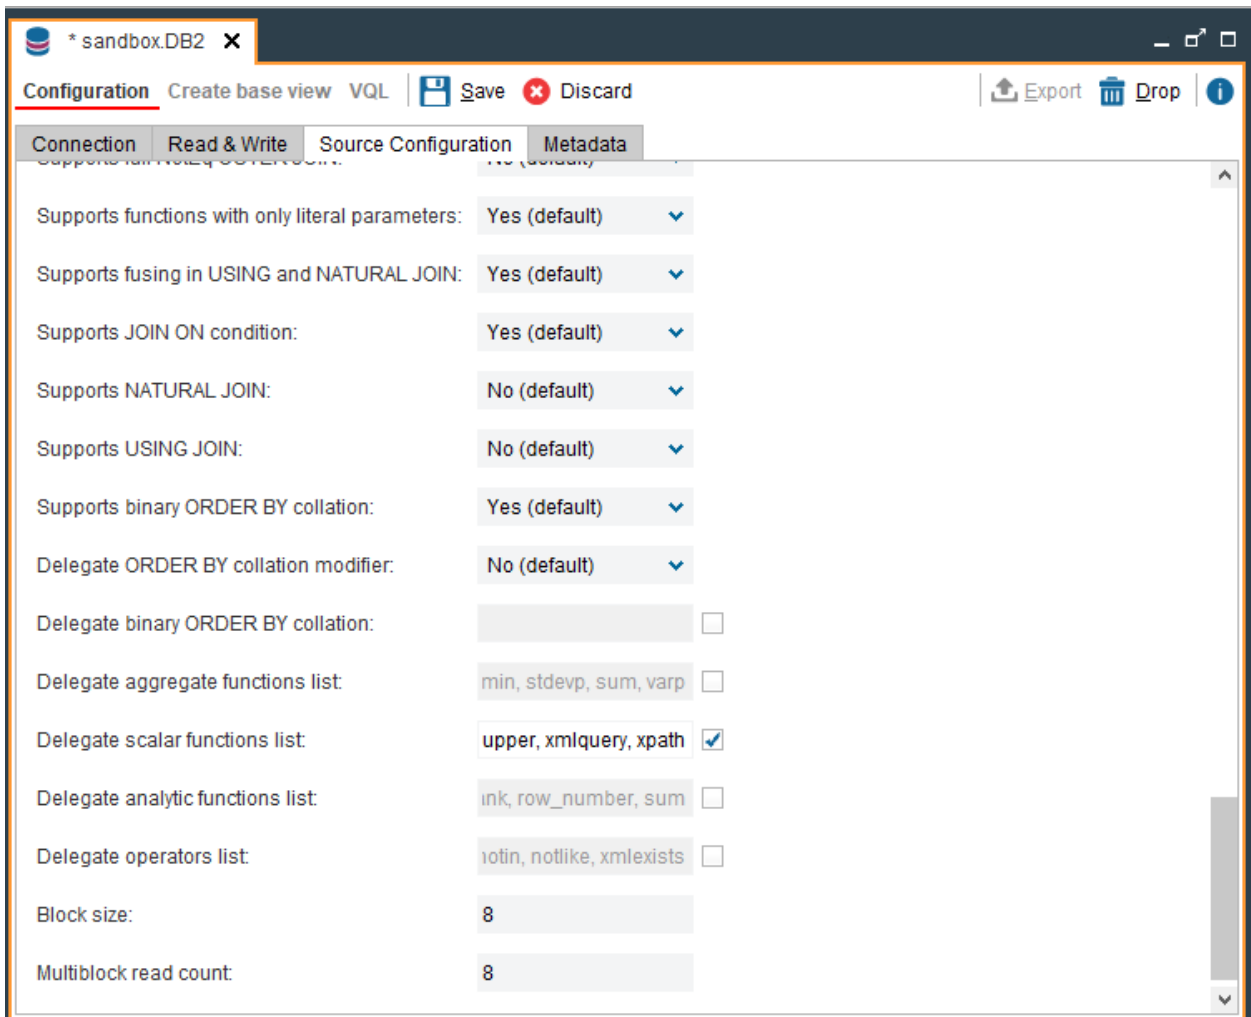 * sandbox.DB2
Configuration Create base view VQL Save Discard Export Drop
Connection Read & Write Source Configuration Metadata
Supports functions with only literal parameters: Yes (default)
Supports fusing in USING and NATURAL JOIN: Yes (default)
Supports JOIN ON condition: Yes (default)
Supports NATURAL JOIN: No (default)
Supports USING JOIN: No (default)
Supports binary ORDER BY collation: Yes (default)
Delegate ORDER BY collation modifier: No (default)
Delegate binary ORDER BY collation:
Delegate aggregate functions list: min, stdevp, sum, varp
Delegate scalar functions list: upper, xmlquery, xpath
Delegate analytic functions list: row_number, sum
Delegate operators list: notlike, xmlexists
Block size: 8
Multiblock read count: 8